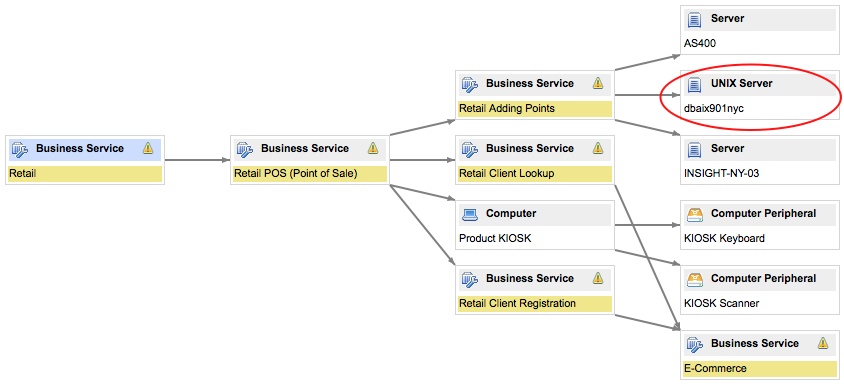 Business Service
Retail
Business Service
Retail POS (Point of Sale)
Business Service
Retail Adding Points
Business Service
Retail Client Lookup
Computer
Product KIOSK
Business Service
Retail Client Registration
Server
AS400
UNIX Server
dbaix901nyc
Server
INSIGHT-NY-03
Computer Peripheral
KIOSK Keyboard
Computer Peripheral
KIOSK Scanner
Business Service
E-Commerce